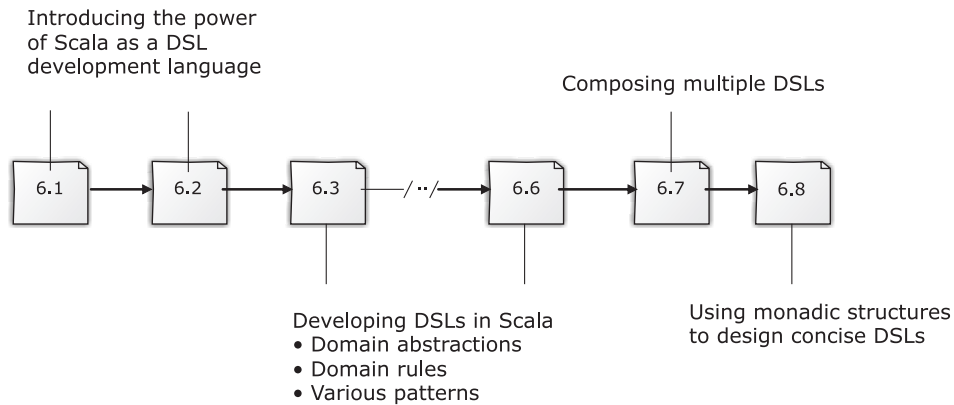 Introducing the power
of Scala as a DSL
development language
Composing multiple DSLs
6.1
6.2
6.3
/ ·· /
6.6
6.7
6.8
Developing DSLs in Scala
• Domain abstractions
• Domain rules
• Various patterns
Using monadic structures
to design concise DSLs